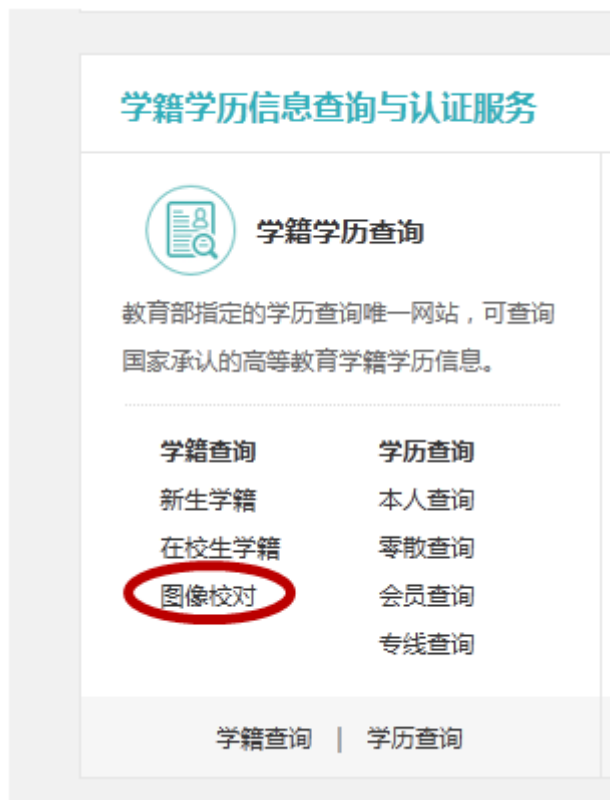 学籍学历信息查询与认证服务
学籍学历查询
教育部指定的学历查询唯一网站，可查询
国家承认的高等教育学籍学历信息。
学籍查询 学历查询
新生学籍 本人查询
在校生学籍 零散查询
图像校对 会员查询
专线查询
学籍查询 | 学历查询